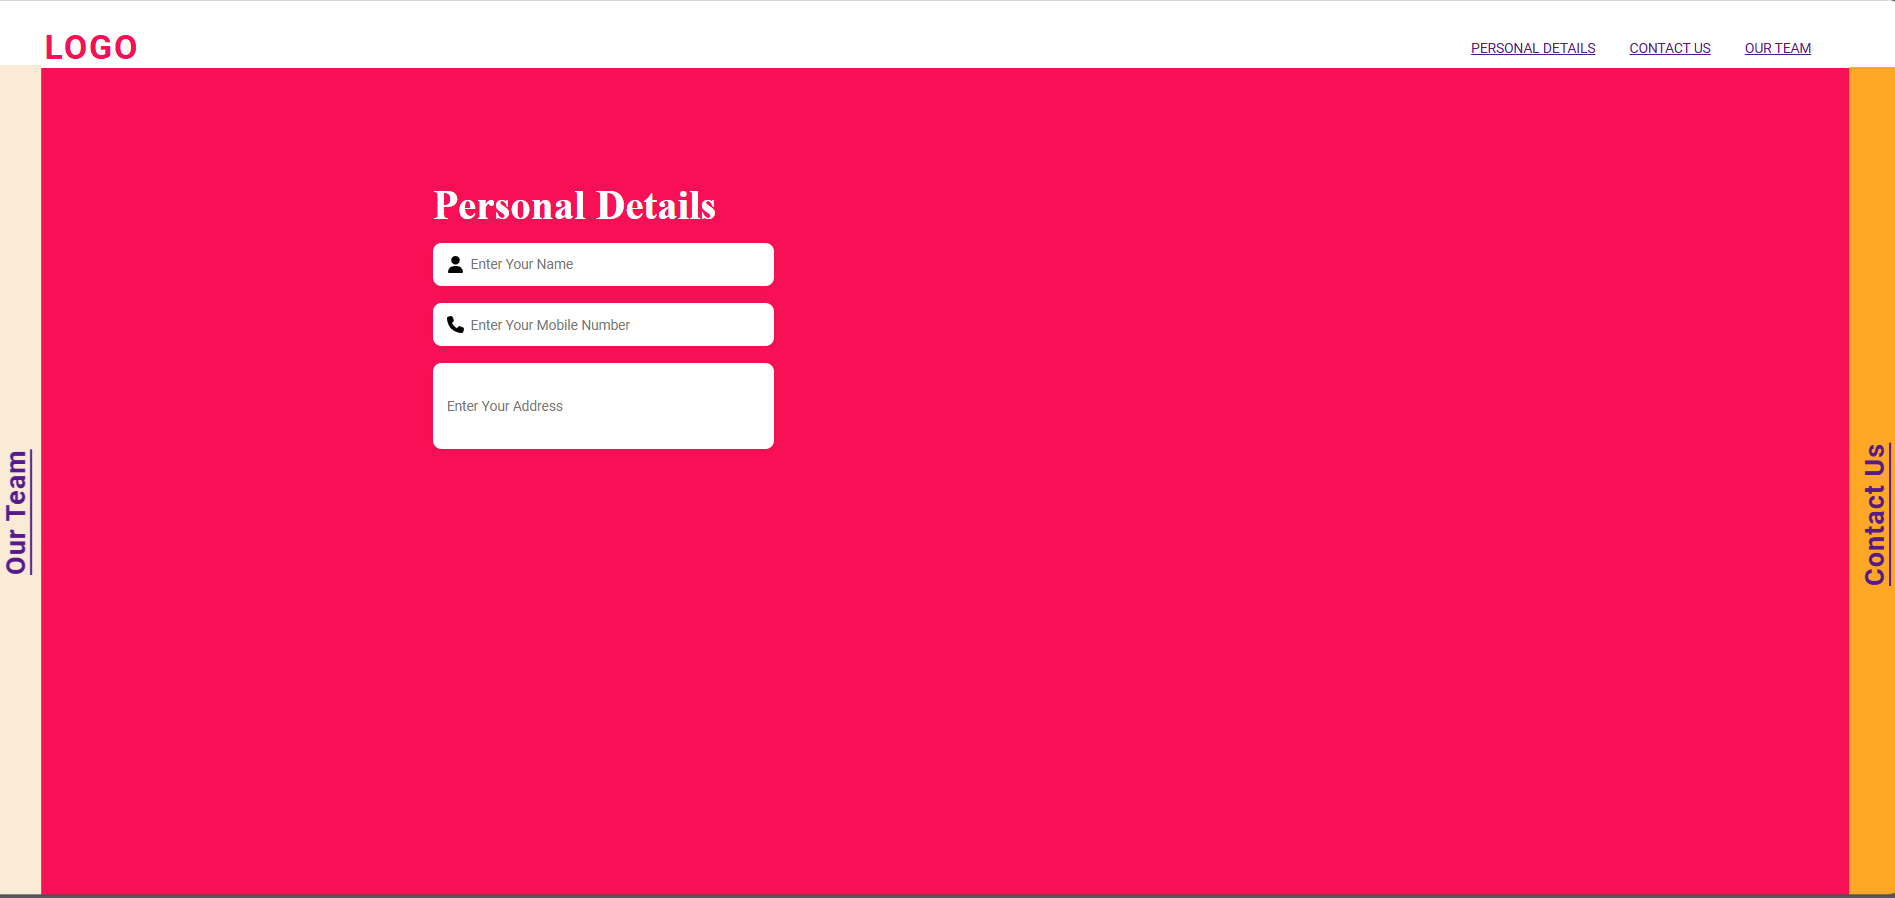 LOGO
PERSONAL DETAILS
CONTACT US
OUR TEAM
Personal Details
Enter Your Name
Enter Your Mobile Number
Enter Your Address
Our Team
Contact Us